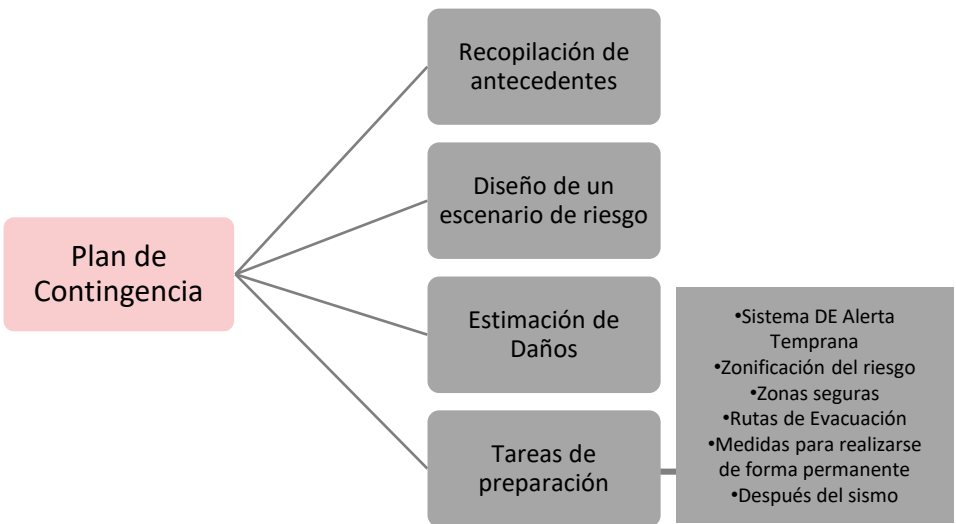 Recopilación de
antecedentes
Diseño de un
escenario de riesgo
Plan de
Contingencia
Estimación de
Daños
Tareas de
preparación
•Sistema DE Alerta
Temprana
•Zonificación del riesgo
•Zonas seguras
•Rutas de Evacuación
•Medidas para realizarse
de forma permanente
•Después del sismo